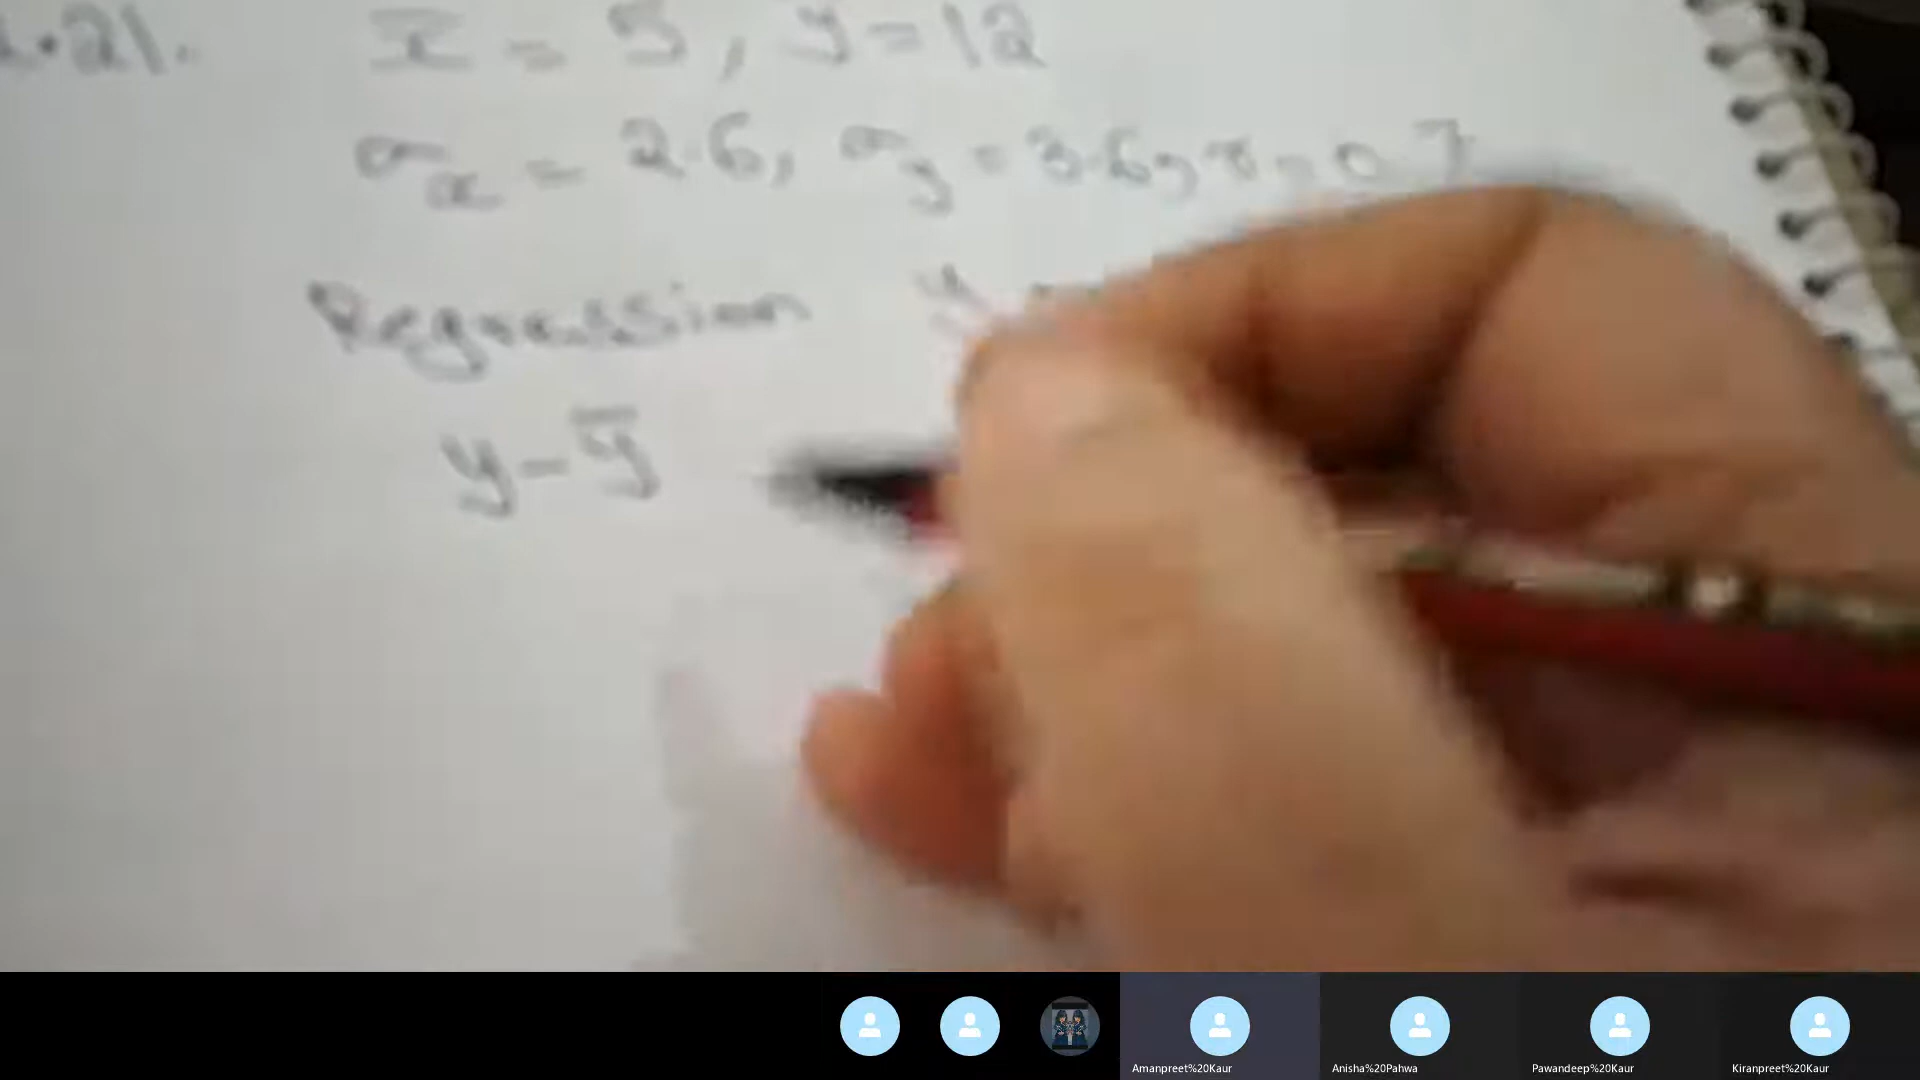 .21. x̄ = 5, ȳ = 12
σx = 2.6, σy = 3.6, r = 0.7
Regression y
y - ȳ
Amanpreet%20Kaur
Anisha%20Pahwa
Pawandeep%20Kaur
Kiranpreet%20Kaur